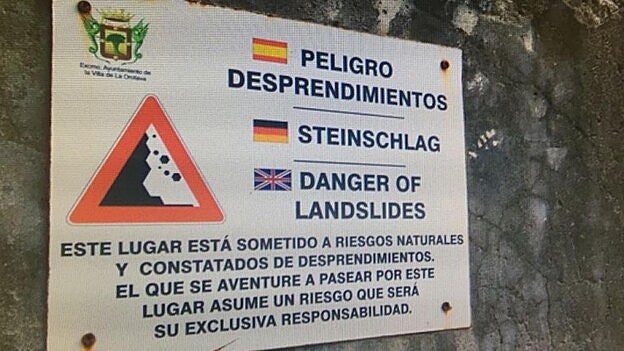 Excmo. Ayuntamiento de
la Villa de La Orotava
PELIGRO
DESPRENDIMIENTOS
STEINSCHLAG
DANGER OF
LANDSLIDES
ESTE LUGAR ESTÁ SOMETIDO A RIESGOS NATURALES
Y CONSTATADOS DE DESPRENDIMIENTOS.
EL QUE SE AVENTURE A PASEAR POR ESTE
LUGAR ASUME UN RIESGO QUE SERÁ
SU EXCLUSIVA RESPONSABILIDAD.